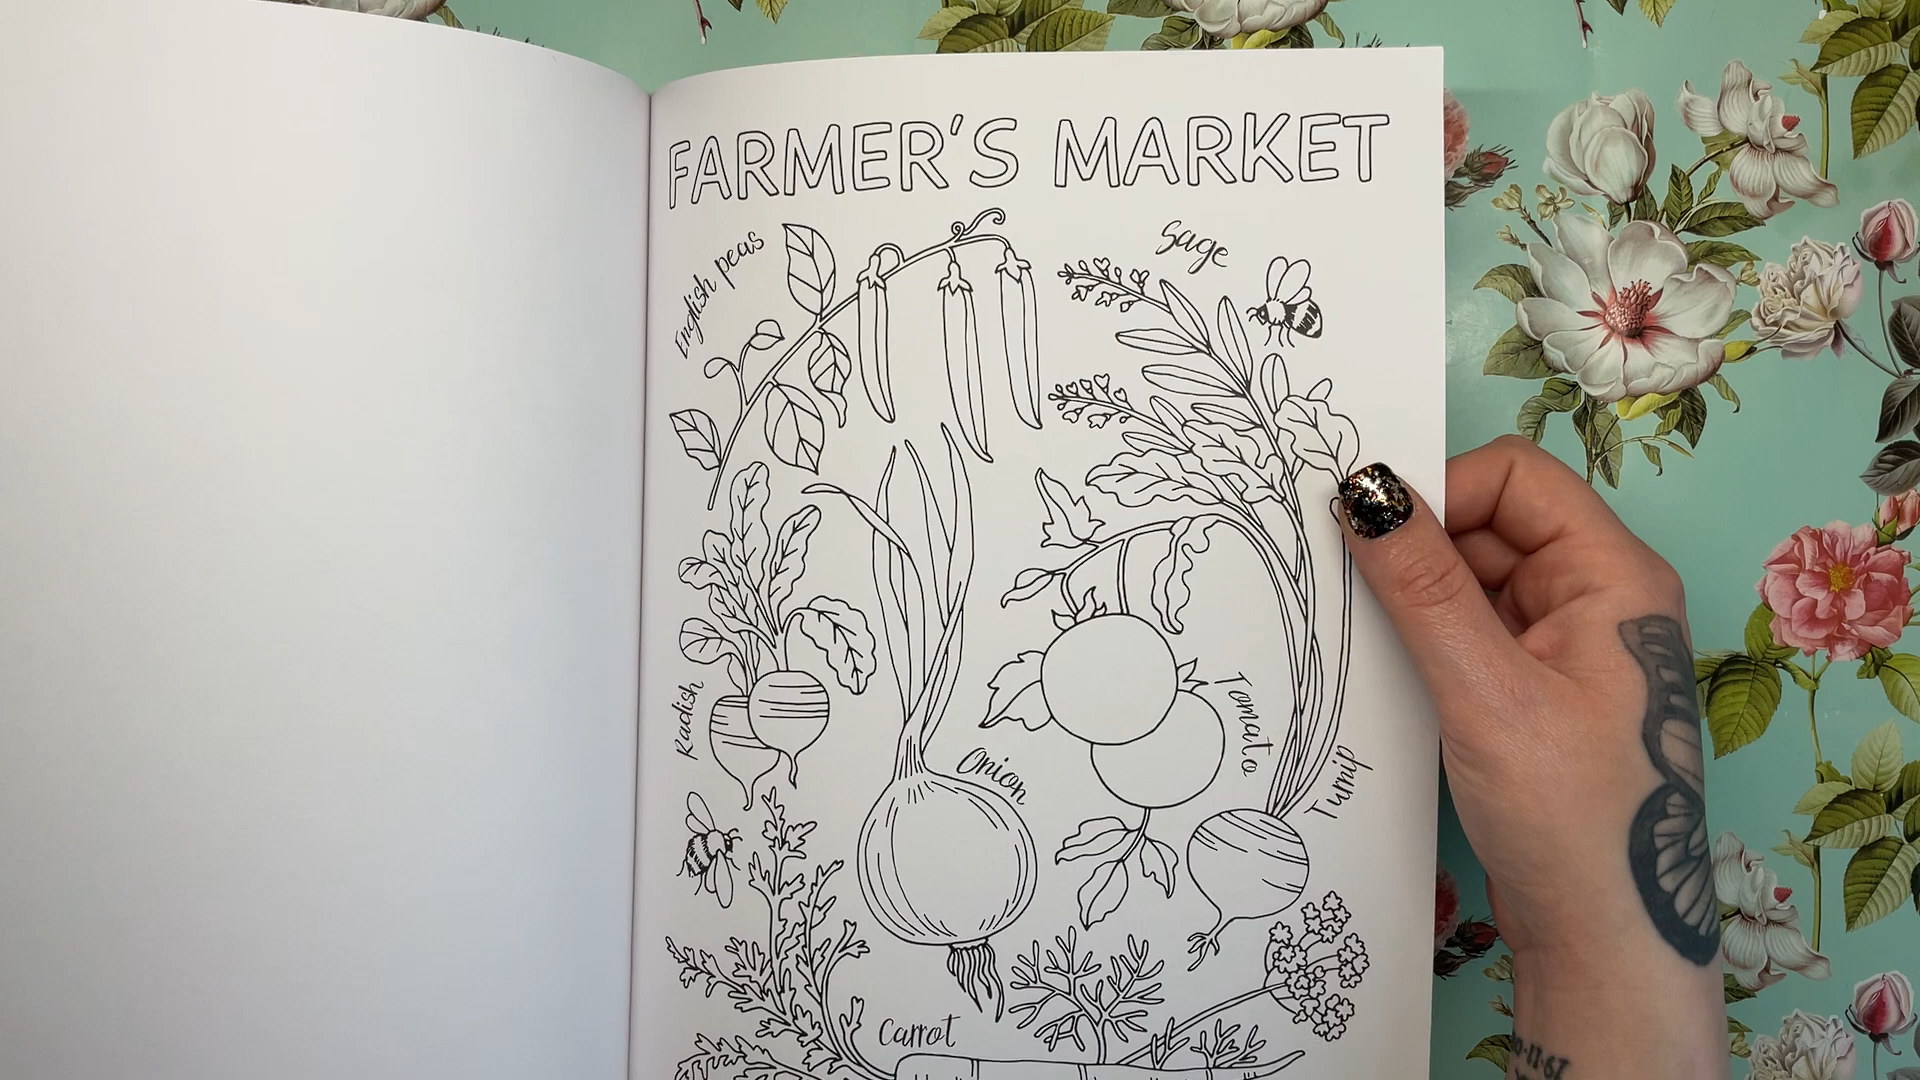 FARMER'S MARKET
English peas
Sage
Radish
Onion
Tomato
Turnip
Carrot